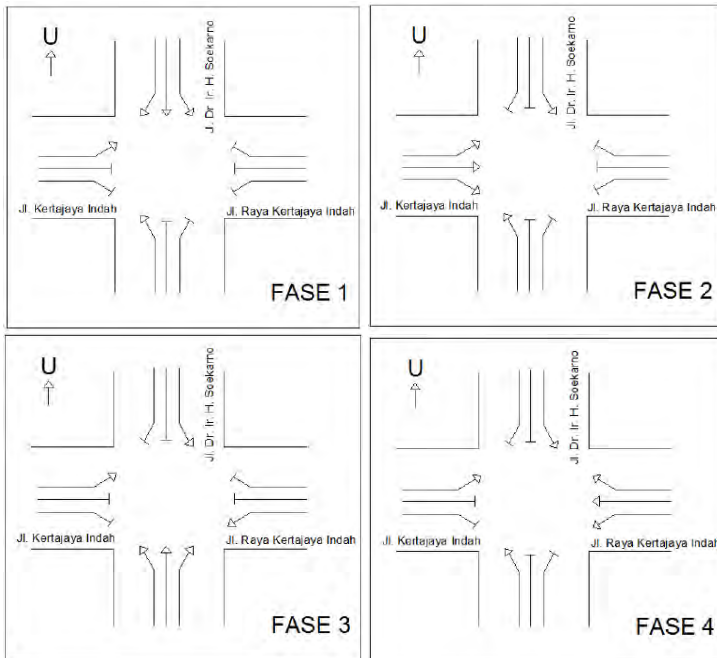 U
Jl. Dr. Ir. H. Soekarno
Jl. Kertajaya Indah
Jl. Raya Kertajaya Indah
FASE 1
U
Jl. Dr. Ir. H. Soekarno
Jl. Kertajaya Indah
Jl. Raya Kertajaya Indah
FASE 2
U
Jl. Dr. Ir. H. Soekarno
Jl. Kertajaya Indah
Jl. Raya Kertajaya Indah
FASE 3
U
Jl. Dr. Ir. H. Soekarno
Jl. Kertajaya Indah
Jl. Raya Kertajaya Indah
FASE 4